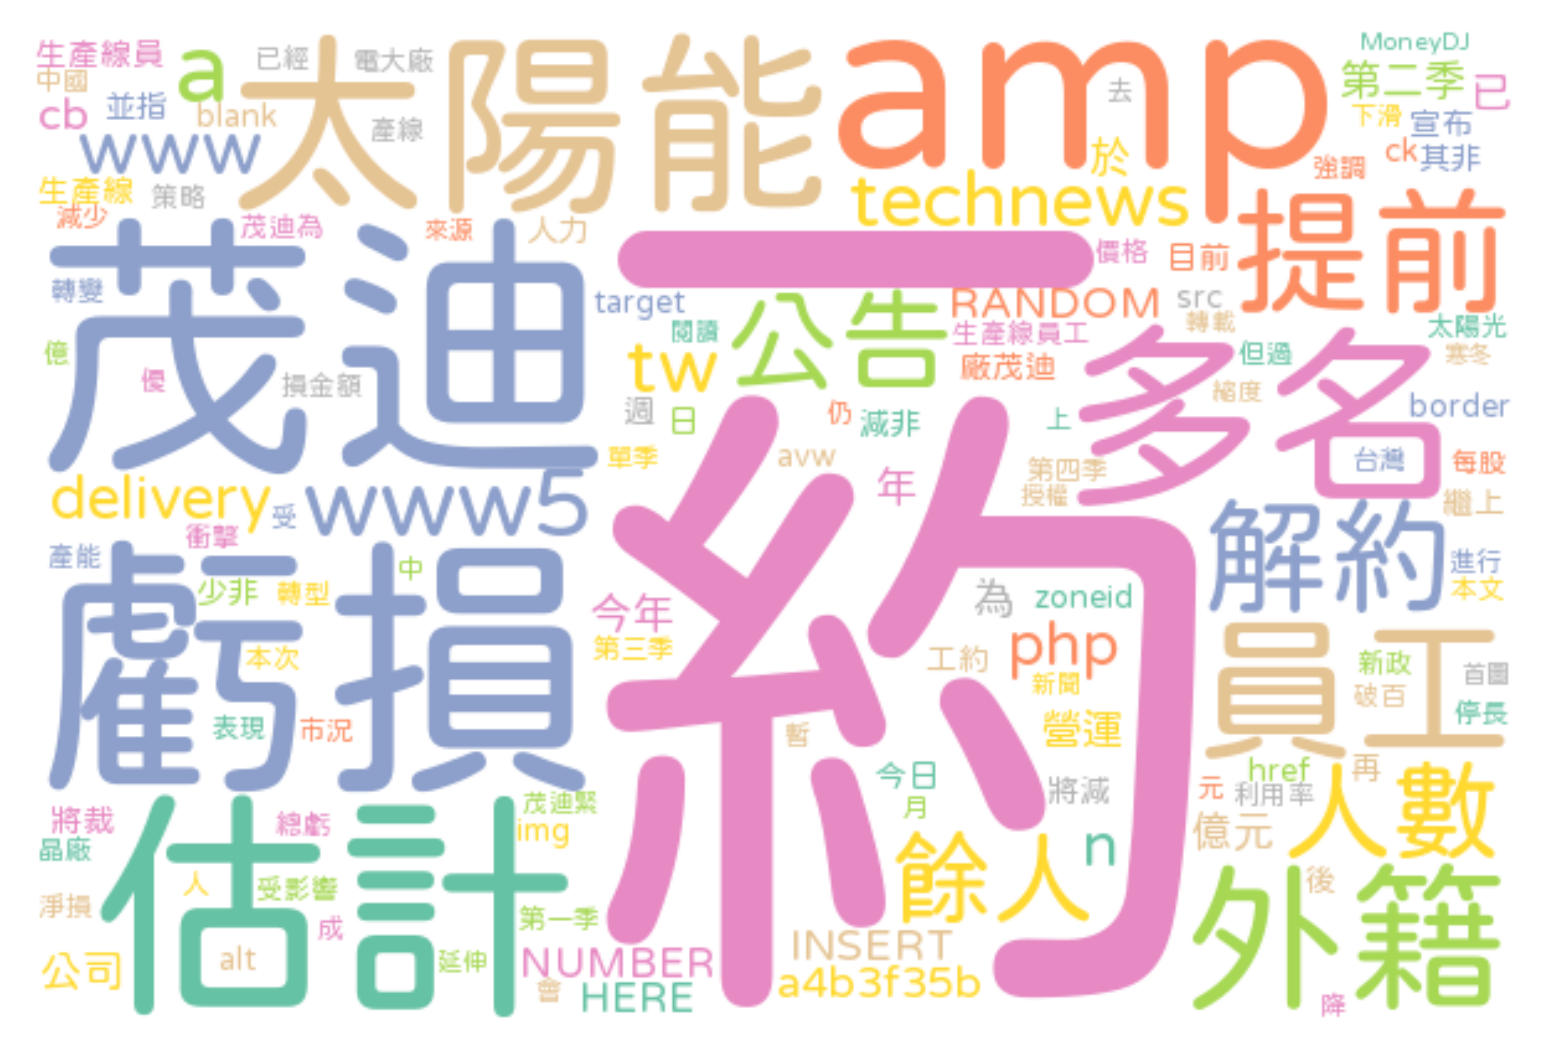 生產線員
中國
cb
並指
a
已經
電大廠
blank
www
產線
太陽能
amp
去
MoneyDJ
第二季
已
下滑
宣布
ck
其非
強調
於
technews
生產線
策略
減少
茂迪為
來源
人力
一
價格
目前
提前
轉變
茂迪
target
公告
RANDOM
src
轉載
太陽光
億
閱讀
生產線員工
但過
寒冬
優
損金額
tw
廠茂迪
多名
縮度
border
週
日
仍
減非
上
單季
avw
第四季
台灣
每股
delivery
受
www5
年
授權
繼上
衝擊
約
解約
產能
少非
轉型
中
進行
本文
虧損
今年
為
zoneid
第三季
本次
工約
php
新聞
員工
新政
首圖
破百
停長
表現
市況
暫
營運
今日
將減
href
再
元
利用率
月
將裁
總虧
茂迪緊
img
晶廠
估計
億元
人數
人
受影響
餘人
n
外籍
後
淨損
成
第一季
公司
alt
延伸
NUMBER
INSERT
會
HERE
a4b3f35b
降